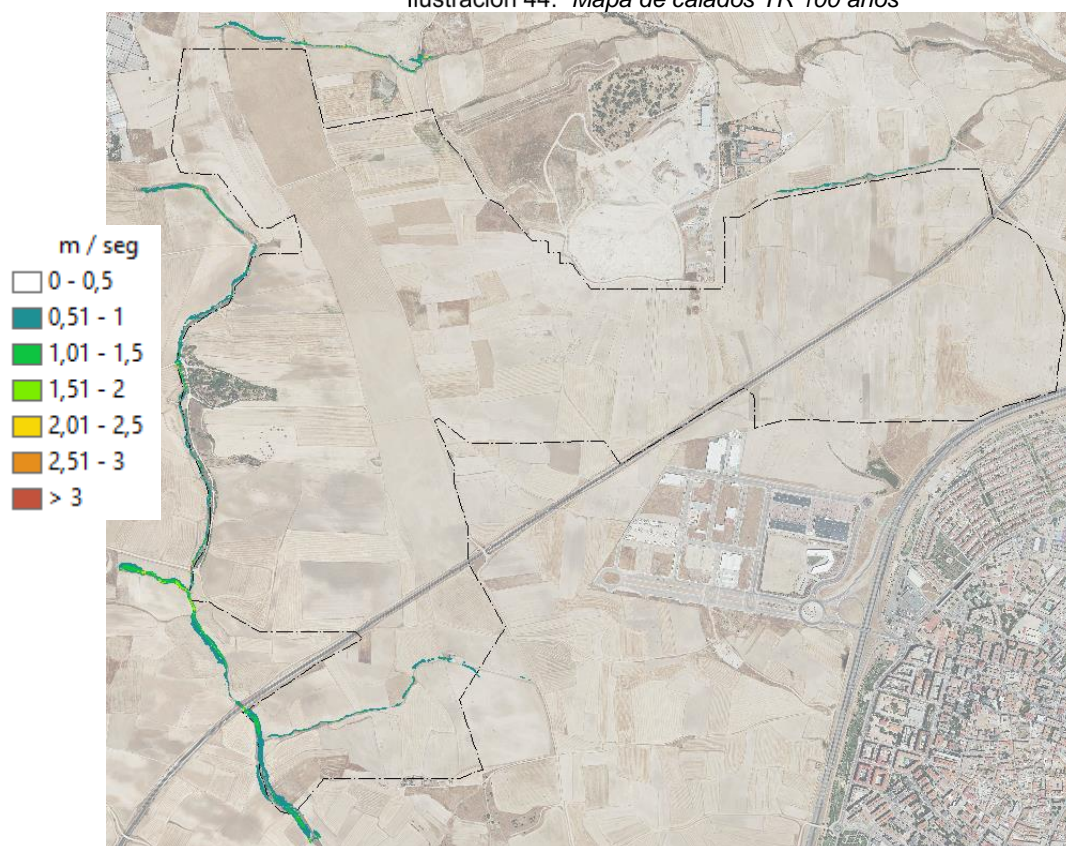 Ilustración 44: "Mapa de calados TR 100 años"
m / seg
0 - 0,5
0,51 - 1
1,01 - 1,5
1,51 - 2
2,01 - 2,5
2,51 - 3
> 3